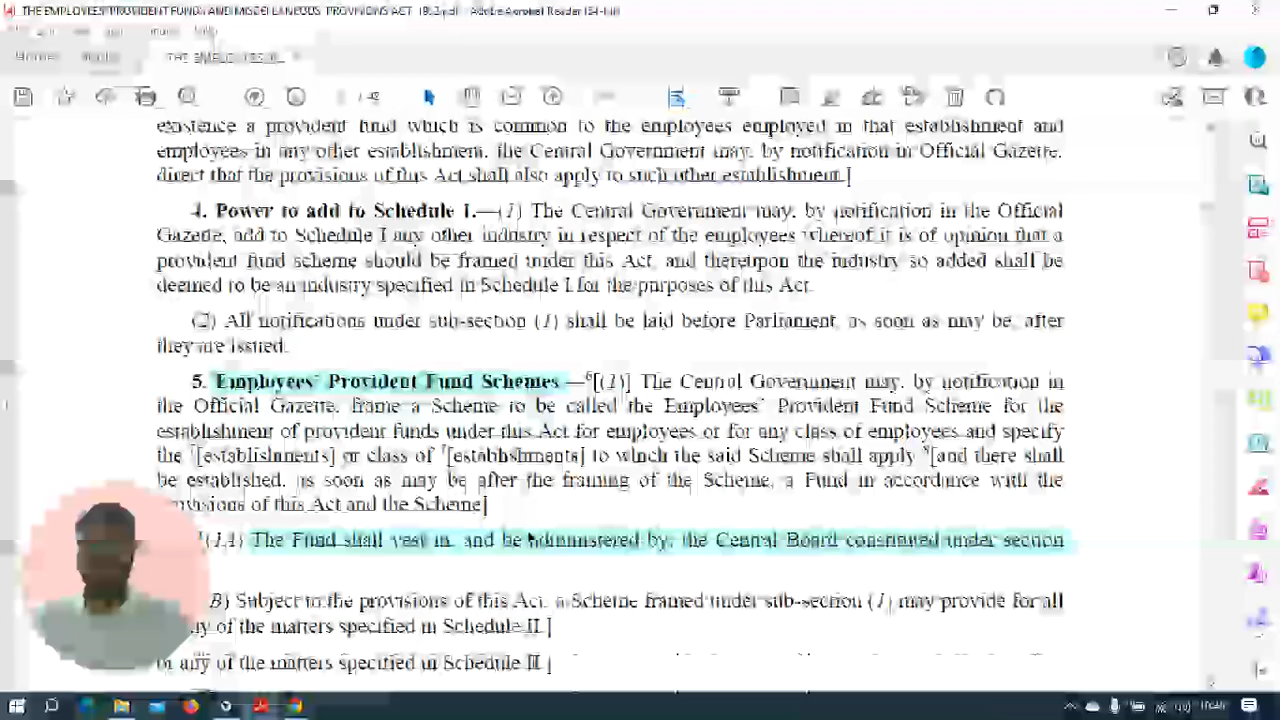 THE EMPLOYEES' PROVIDENT FUNDS AND MISCELLANEOUS PROVISIONS ACT 1952.pdf - Adobe Acrobat Reader (64-bit)
existence a provident fund which is common to the employees employed in that establishment and
employees in any other establishment, the Central Government may, by notification in Official Gazette,
direct that the provisions of this Act shall also apply to such other establishment.]
4. Power to add to Schedule I.—(1) The Central Government may, by notification in the Official
Gazette, add to Schedule I any other industry in respect of the employees whereof it is of opinion that a
provident fund scheme should be framed under this Act, and thereupon the industry so added shall be
deemed to be an industry specified in Schedule I for the purposes of this Act.
(2) All notifications under sub-section (1) shall be laid before Parliament, as soon as may be, after
they are issued.
5. Employees' Provident Fund Schemes.—6[(1)] The Central Government may, by notification in
the Official Gazette, frame a Scheme to be called the Employees' Provident Fund Scheme for the
establishment of provident funds under this Act for employees or for any class of employees and specify
the 7[establishments] or class of 7[establishments] to which the said Scheme shall apply 8[and there shall
be established, as soon as may be after the framing of the Scheme, a Fund in accordance with the
provisions of this Act and the Scheme]
(1A) The Fund shall vest in, and be administered by, the Central Board constituted under section
B) Subject to the provisions of this Act, a Scheme framed under sub-section (1) may provide for all
of the matters specified in Schedule II.]
or any of the matters specified in Schedule II.]